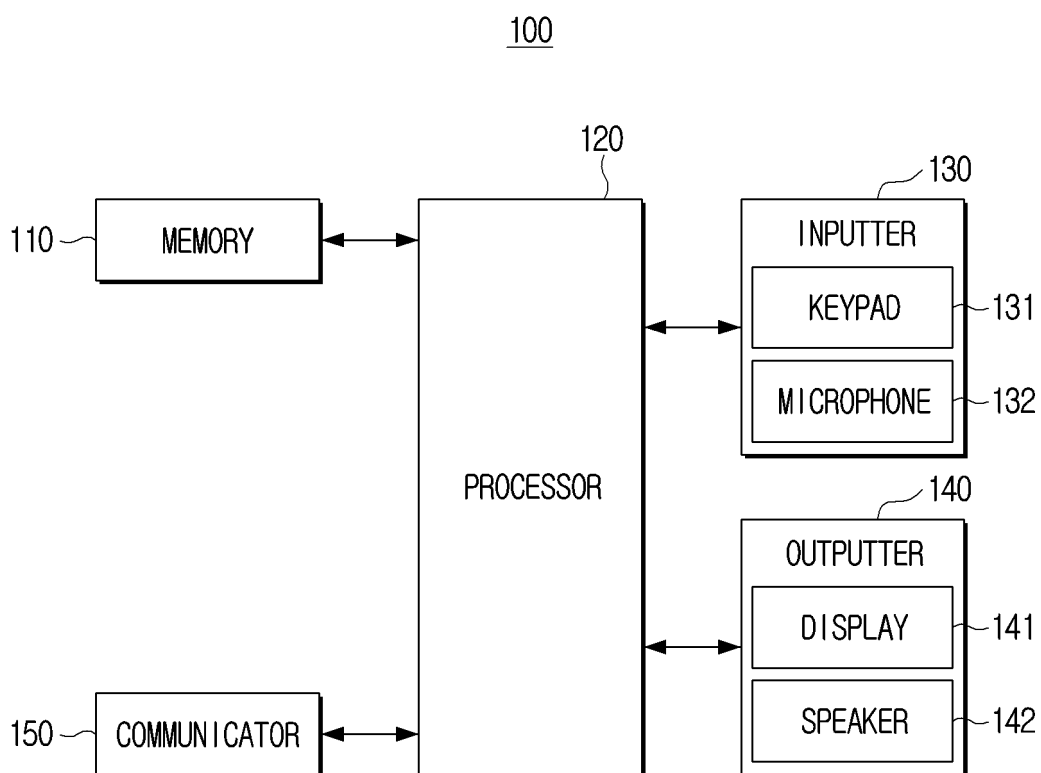 100
120
130
110
MEMORY
INPUTTER
KEYPAD
131
MICROPHONE
132
PROCESSOR
140
OUTPUTTER
DISPLAY
141
150
COMMUNICATOR
SPEAKER
142